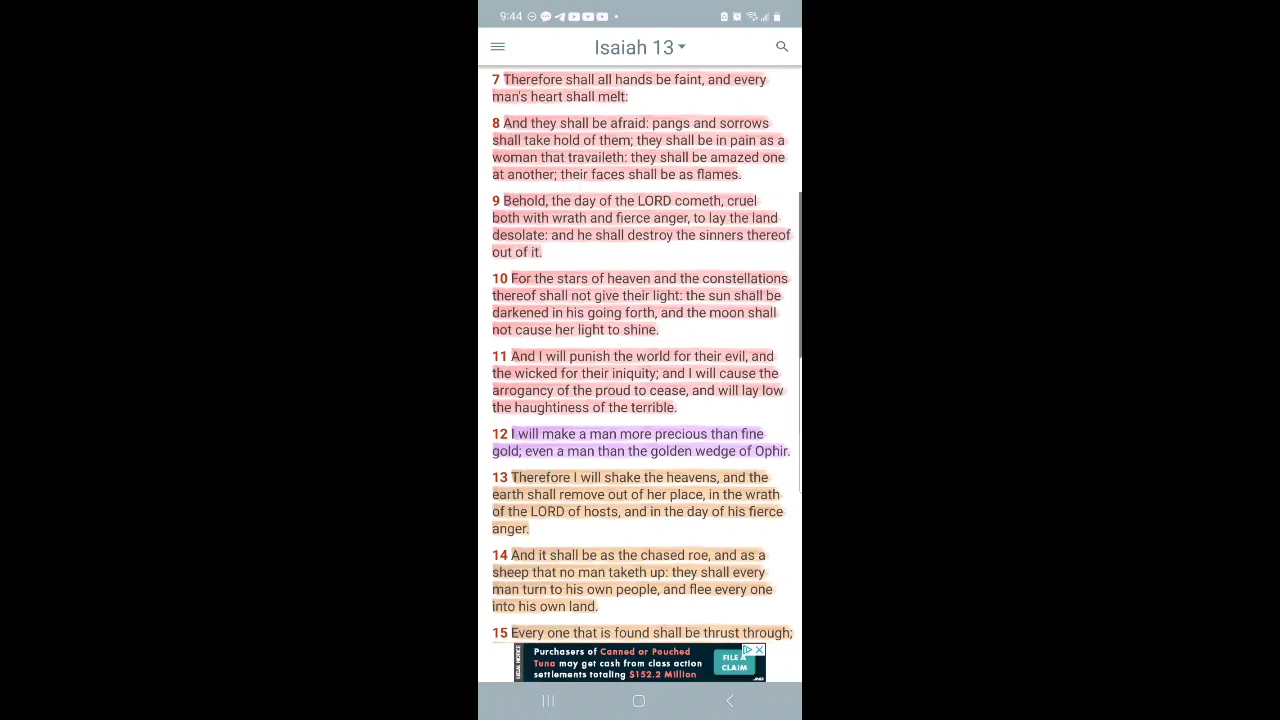 9:44
Isaiah 13
7 Therefore shall all hands be faint, and every
man's heart shall melt:
8 And they shall be afraid: pangs and sorrows
shall take hold of them; they shall be in pain as a
woman that travaileth: they shall be amazed one
at another; their faces shall be as flames.
9 Behold, the day of the LORD cometh, cruel
both with wrath and fierce anger, to lay the land
desolate: and he shall destroy the sinners thereof
out of it.
10 For the stars of heaven and the constellations
thereof shall not give their light: the sun shall be
darkened in his going forth, and the moon shall
not cause her light to shine.
11 And I will punish the world for their evil, and
the wicked for their iniquity; and I will cause the
arrogancy of the proud to cease, and will lay low
the haughtiness of the terrible.
12 I will make a man more precious than fine
gold; even a man than the golden wedge of Ophir.
13 Therefore I will shake the heavens, and the
earth shall remove out of her place, in the wrath
of the LORD of hosts, and in the day of his fierce
anger.
14 And it shall be as the chased roe, and as a
sheep that no man taketh up: they shall every
man turn to his own people, and flee every one
into his own land.
15 Every one that is found shall be thrust through;
LEGAL NOTICE
Purchasers of Canned or Pouched
Tuna may get cash from class action
settlements totaling $152.2 Million
FILE A
CLAIM
JND